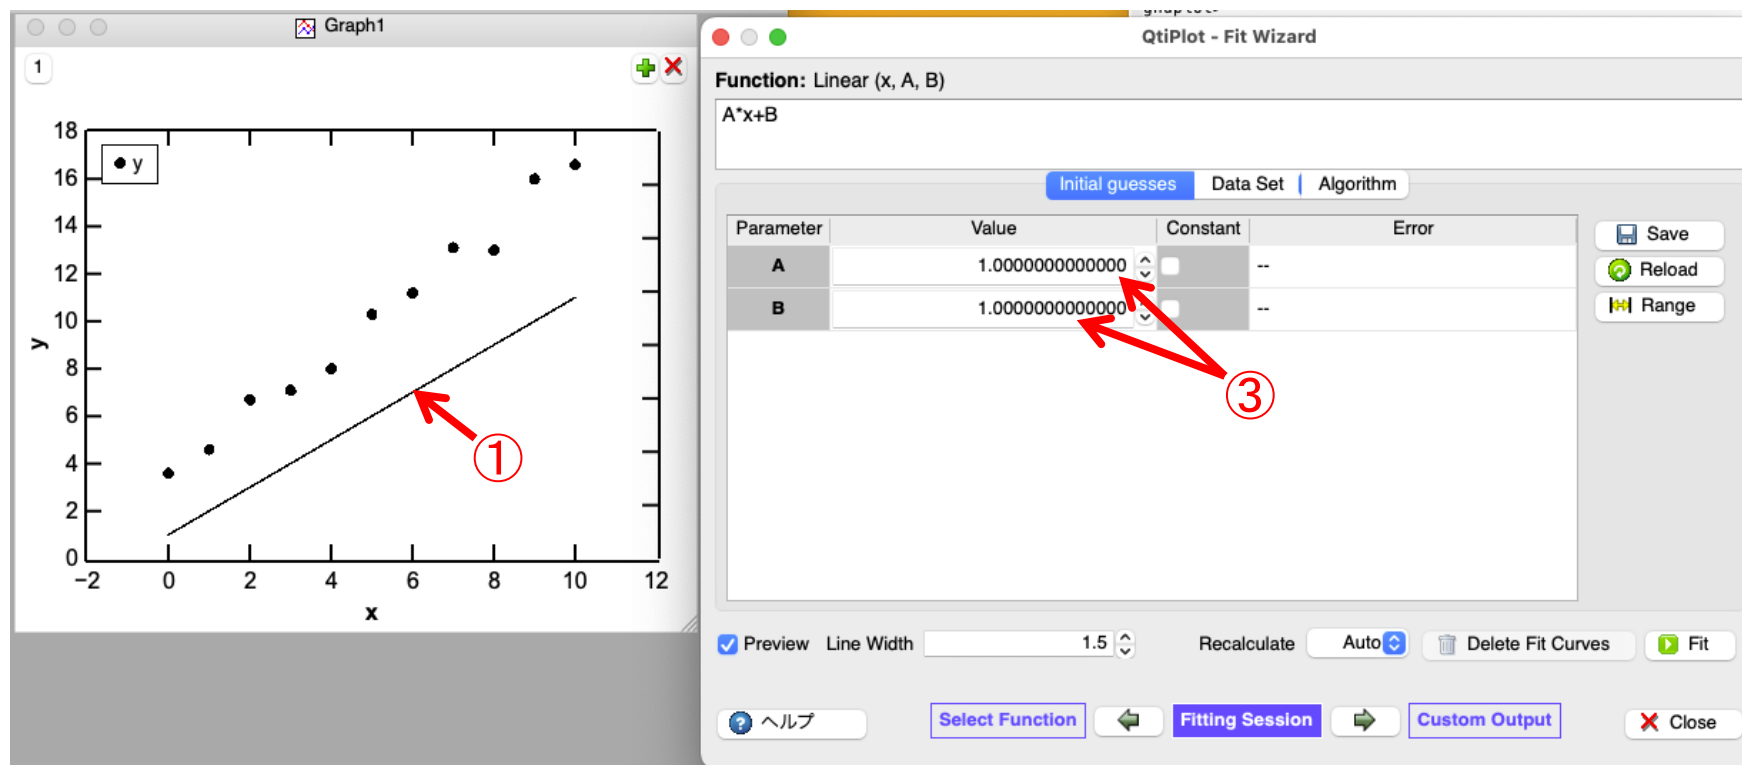 Graph1
1
18
16
14
12
10
8
6
4
2
0
y
y
−2 0 2 4 6 8 10 12
x
①
QtiPlot - Fit Wizard
Function: Linear (x, A, B)
A*x+B
Initial guesses Data Set Algorithm
Parameter Value Constant Error
A 1.0000000000000 --
B 1.0000000000000 --
③
Save
Reload
Range
Preview Line Width 1.5 Recalculate Auto Delete Fit Curves Fit
ヘルプ Select Function Fitting Session Custom Output Close